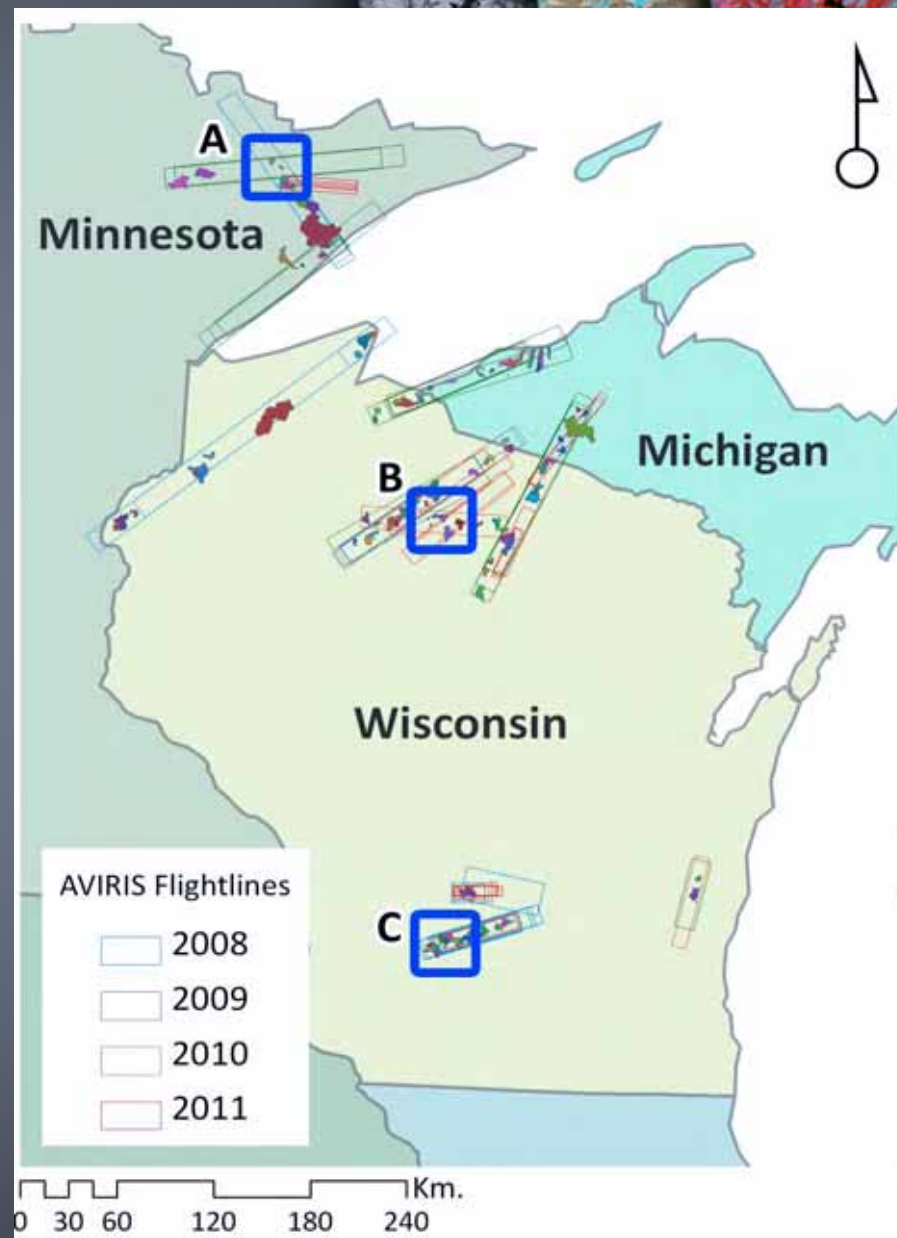 A
Minnesota
Michigan
B
Wisconsin
C
AVIRIS Flightlines
2008
2009
2010
2011
Km.
0 30 60 120 180 240